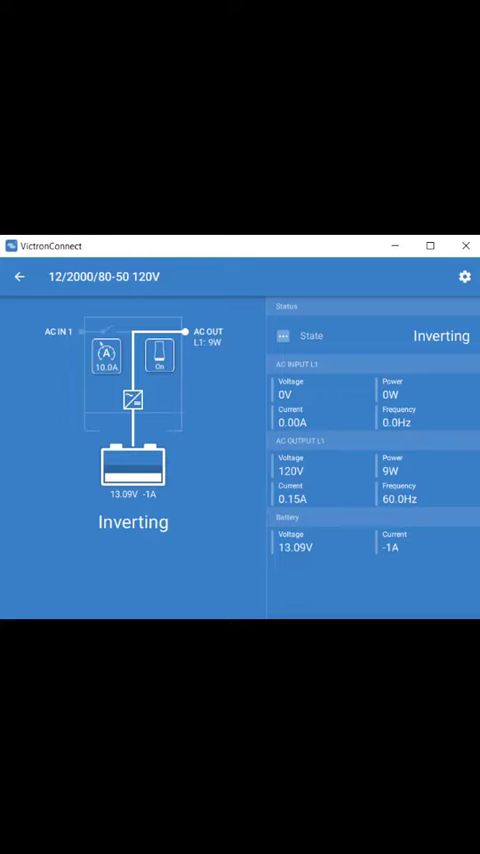 VictronConnect
12/2000/80-50 120V
AC IN 1
AC OUT
L1: 9W
A
10.0A
On
13.09V -1A
Inverting
Status
State Inverting
AC INPUT L1
Voltage Power
0V 0W
Current Frequency
0.00A 0.0Hz
AC OUTPUT L1
Voltage Power
120V 9W
Current Frequency
0.15A 60.0Hz
Battery
Voltage Current
13.09V -1A